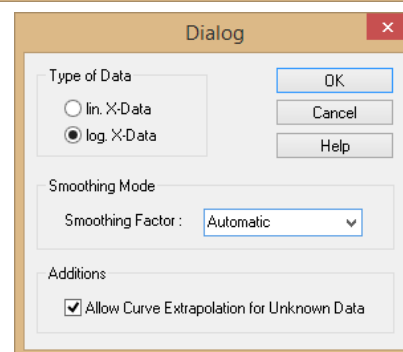 Dialog
Type of Data
lin. X-Data
log. X-Data
OK
Cancel
Help
Smoothing Mode
Smoothing Factor :
Automatic
Additions
Allow Curve Extrapolation for Unknown Data